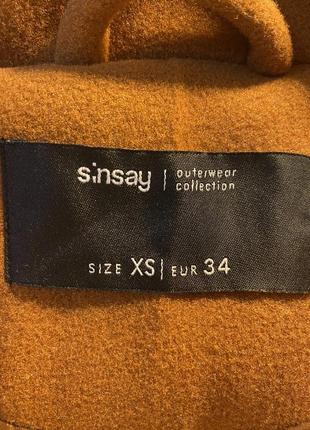 sinsay | outerwear
collection
SIZE XS | EUR 34